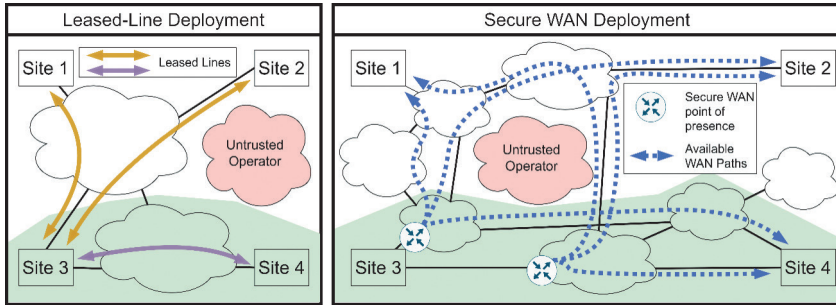 Leased-Line Deployment
Site 1
Leased Lines
Site 2
Untrusted
Operator
Site 3
Site 4
Secure WAN Deployment
Site 1
Site 2
Untrusted
Operator
Secure WAN
point of
presence
Available
WAN Paths
Site 3
Site 4